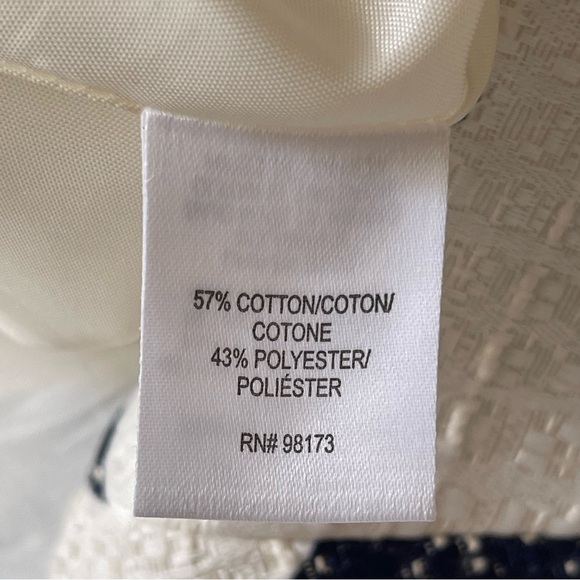 57% COTTON/COTON/
COTONE
43% POLYESTER/
POLIÉSTER
RN# 98173